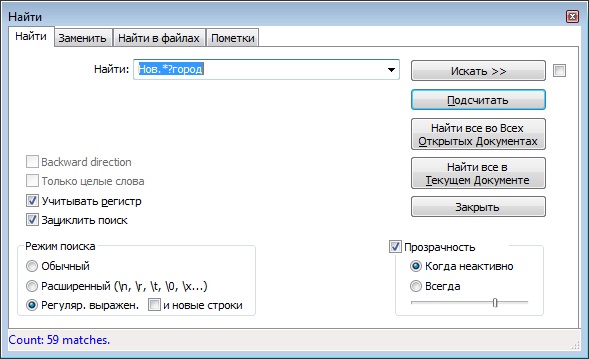 Найти
Найти
Заменить
Найти в файлах
Пометки
Найти:
Нов.*?город
Искать >>
Подсчитать
Найти все во Всех
Открытых Документах
Найти все в
Текущем Документе
Закрыть
Backward direction
Только целые слова
Учитывать регистр
Зациклить поиск
Режим поиска
Обычный
Расширенный (\n, \r, \t, \0, \x...)
Регуляр. выражен.
и новые строки
Прозрачность
Когда неактивно
Всегда
Count: 59 matches.